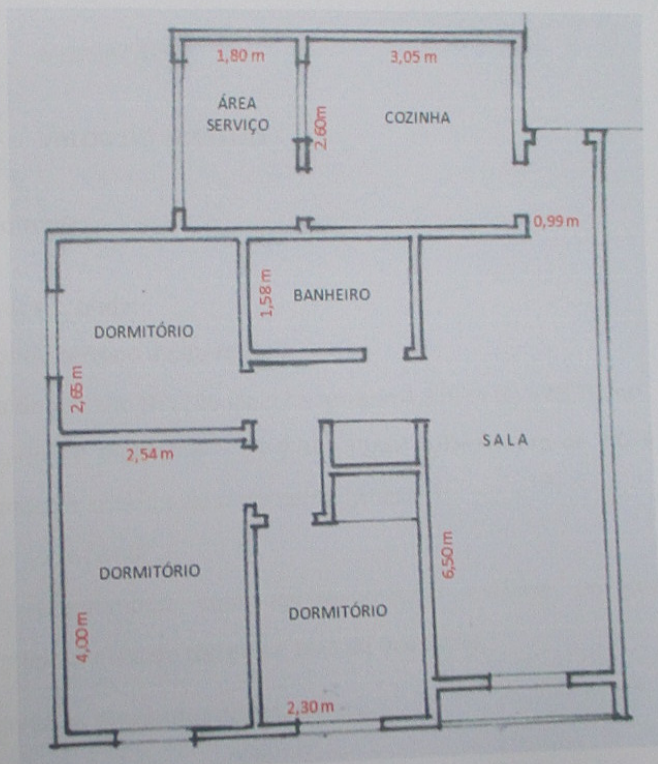 1,80 m
3,05 m
ÁREA
SERVIÇO
2,60m
COZINHA
0,99 m
1,58 m
BANHEIRO
DORMITÓRIO
2,65 m
2,54 m
SALA
6,50 m
DORMITÓRIO
DORMITÓRIO
4,00 m
2,30 m